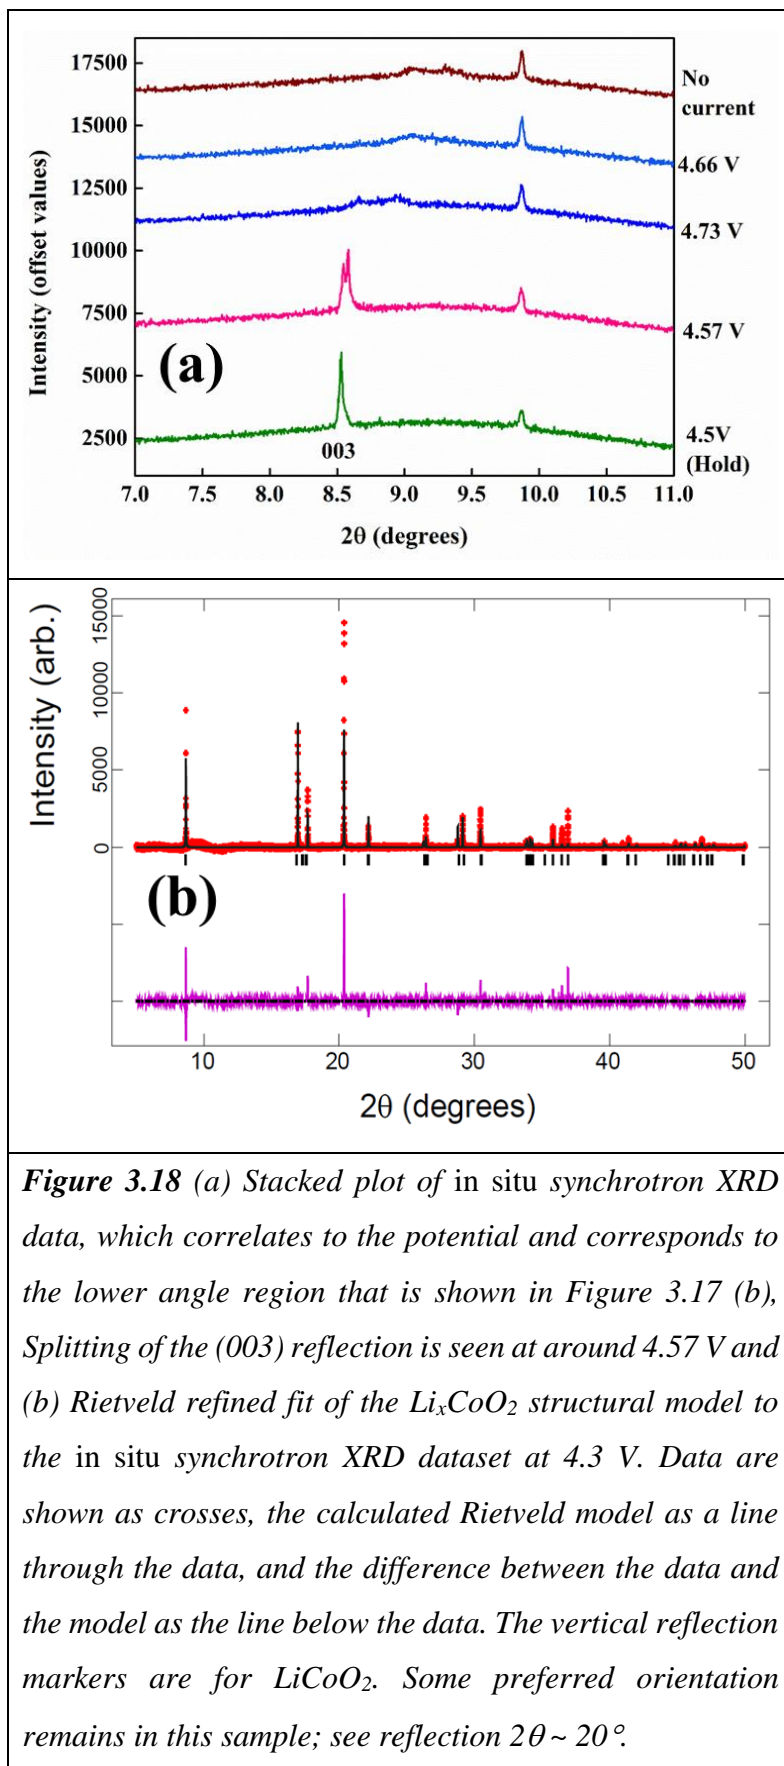 17500
15000
12500
10000
7500
5000
2500
Intensity (offset values)
No
current
4.66 V
4.73 V
4.57 V
4.5V
(Hold)
(a)
003
7.0 7.5 8.0 8.5 9.0 9.5 10.0 10.5 11.0
2θ (degrees)
Intensity (arb.)
15000
10000
5000
0
(b)
10 20 30 40 50
2θ (degrees)
Figure 3.18 (a) Stacked plot of in situ synchrotron XRD
data, which correlates to the potential and corresponds to
the lower angle region that is shown in Figure 3.17 (b),
Splitting of the (003) reflection is seen at around 4.57 V and
(b) Rietveld refined fit of the LixCoO2 structural model to
the in situ synchrotron XRD dataset at 4.3 V. Data are
shown as crosses, the calculated Rietveld model as a line
through the data, and the difference between the data and
the model as the line below the data. The vertical reflection
markers are for LiCoO2. Some preferred orientation
remains in this sample; see reflection 2θ ~ 20°.